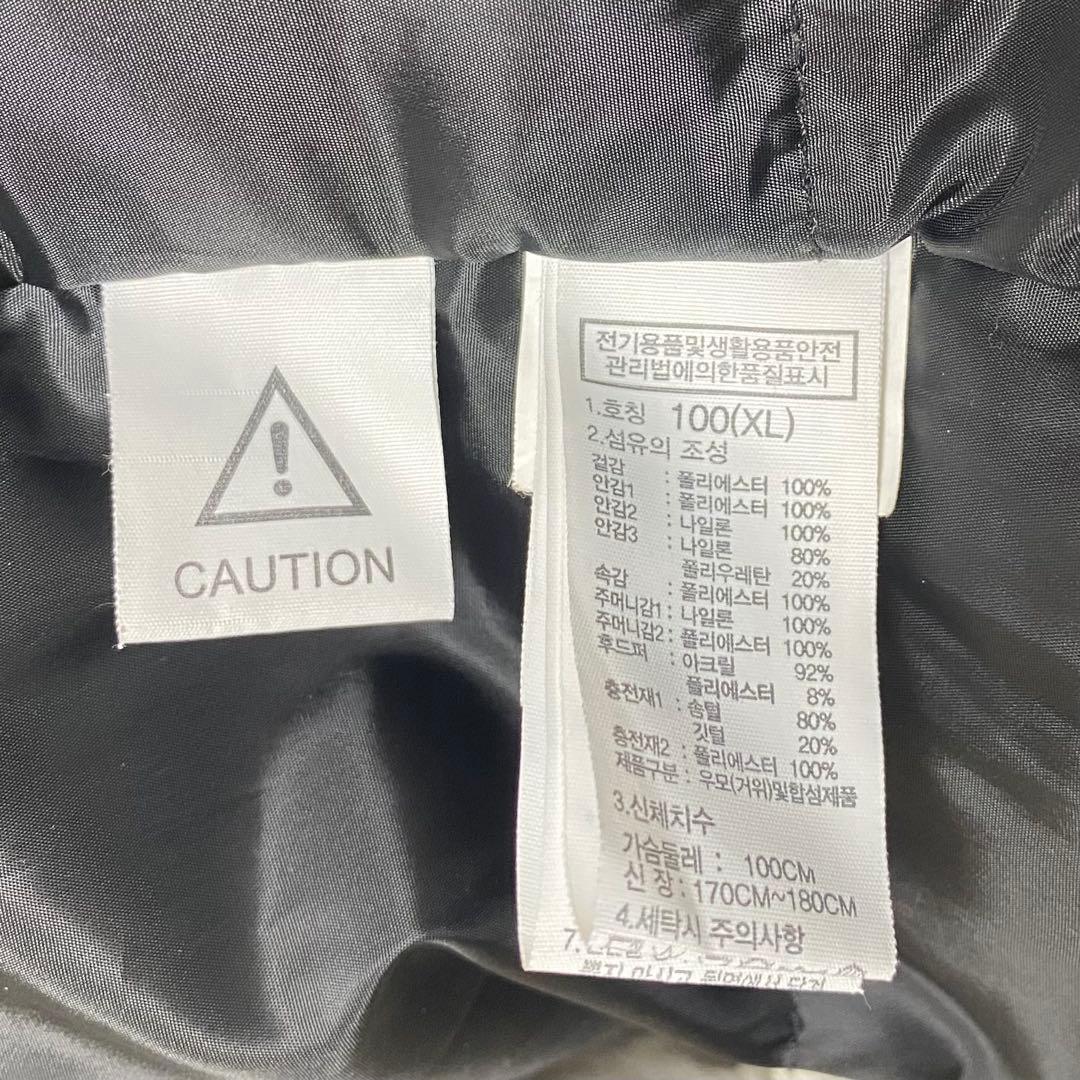 CAUTION
전기용품및생활용품안전
관리법에의한품질표시
1.호칭 100(XL)
2.섬유의 조성
겉감 : 폴리에스터 100%
안감1 : 폴리에스터 100%
안감2 : 나일론 100%
안감3 : 나일론 80%
폴리우레탄 20%
속감 : 폴리에스터 100%
주머니감1 : 나일론 100%
주머니감2 : 폴리에스터 100%
후드퍼 : 아크릴 92%
폴리에스터 8%
충전재1 : 솜털 80%
깃털 20%
충전재2 : 폴리에스터 100%
제품구분 : 우모(거위)및합섬제품
3.신체치수
가슴둘레 : 100CM
신 장 : 170CM~180CM
4.세탁시 주의사항
7.